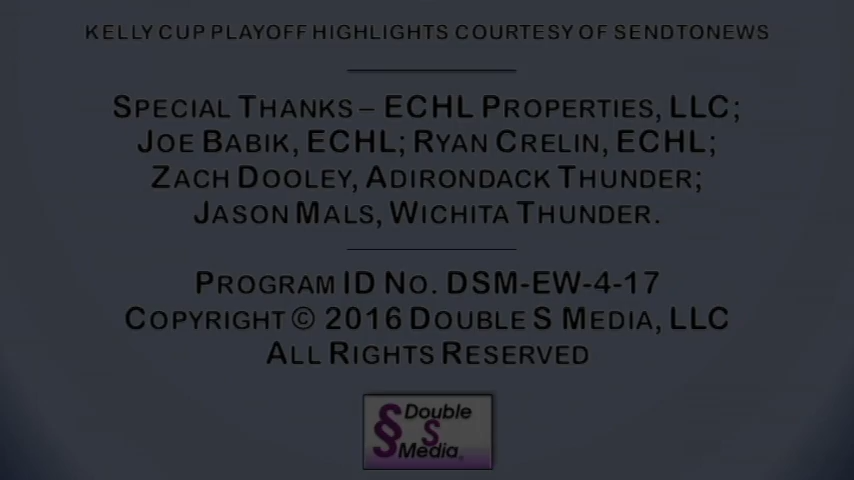 KELLY CUP PLAYOFF HIGHLIGHTS COURTESY OF SENDTONEWS
SPECIAL THANKS – ECHL PROPERTIES, LLC;
JOE BABIK, ECHL; RYAN CRELIN, ECHL;
ZACH DOOLEY, ADIRONDACK THUNDER;
JASON MALS, WICHITA THUNDER.
PROGRAM ID NO. DSM-EW-4-17
COPYRIGHT © 2016 DOUBLE S MEDIA, LLC
ALL RIGHTS RESERVED
Double
S
Media